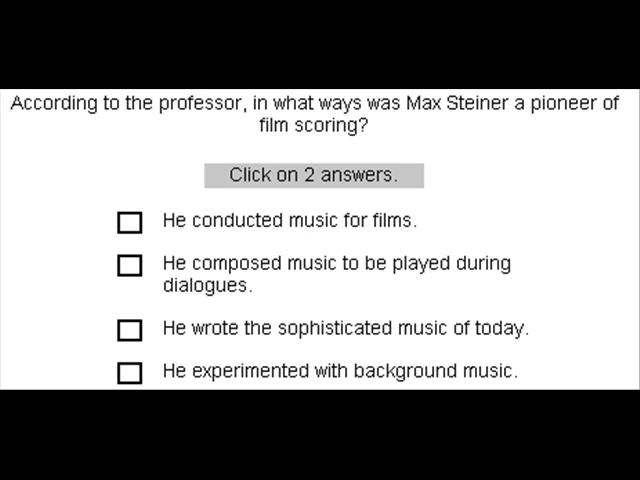 According to the professor, in what ways was Max Steiner a pioneer of
film scoring?
Click on 2 answers.
He conducted music for films.
He composed music to be played during
dialogues.
He wrote the sophisticated music of today.
He experimented with background music.